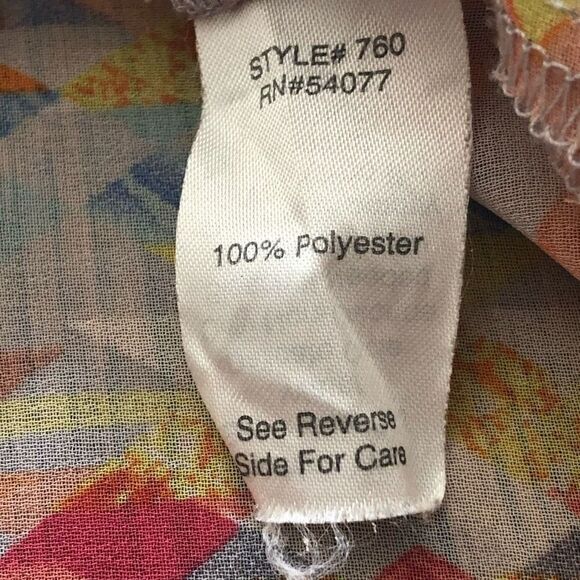 STYLE# 760
RN#54077
100% Polyester
See Reverse
Side For Care